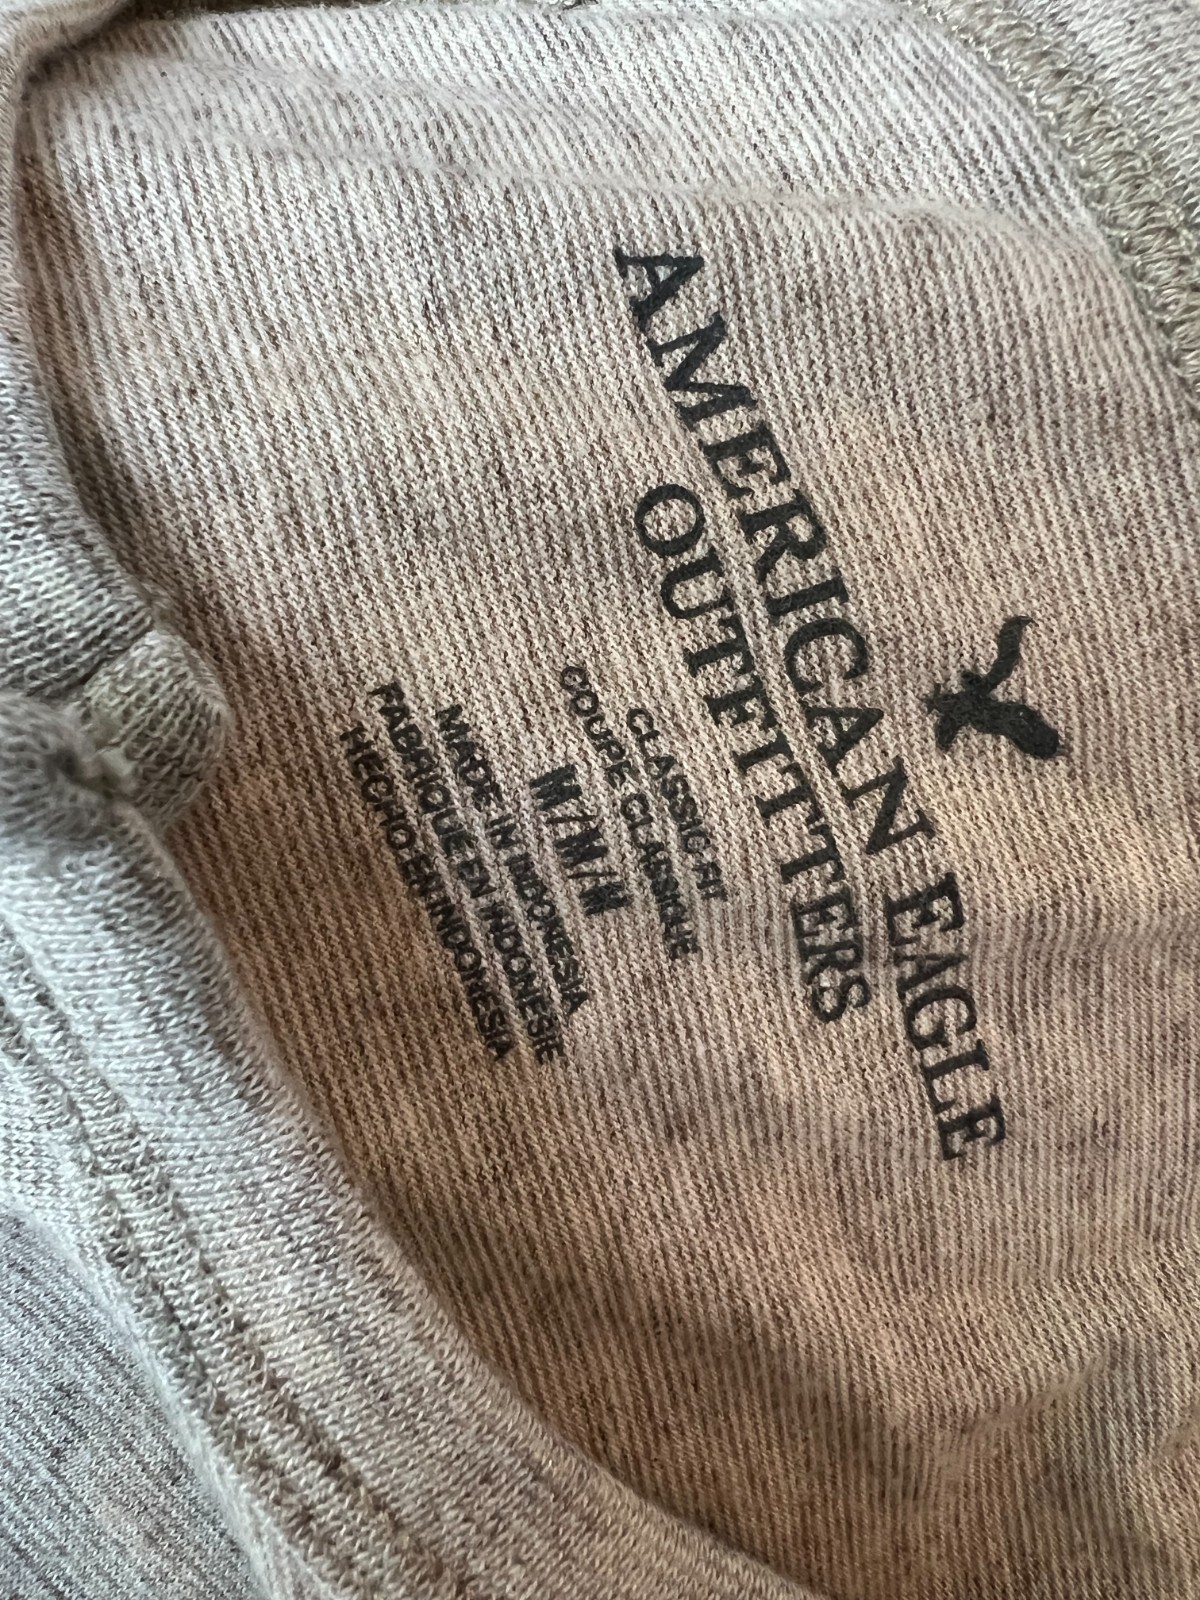 AMERICAN EAGLE
OUTFITTERS
CLASSIC FIT
COUPE CLASSIQUE
M/M/M
MADE IN INDONESIA
FABRIQUÉ EN INDONÉSIE
HECHO EN INDONESIA